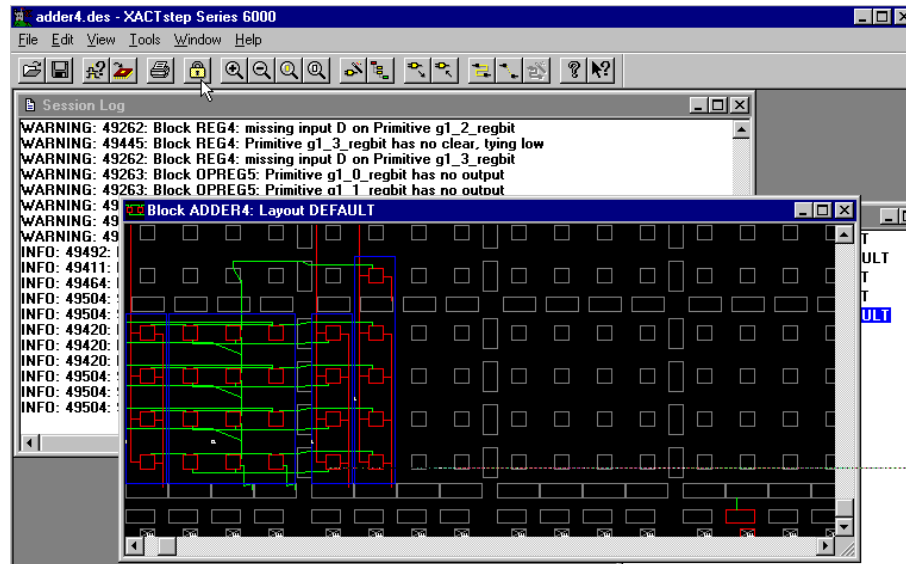 adder4.des - XACTstep Series 6000
File Edit View Tools Window Help
Session Log
WARNING: 49262: Block REG4: missing input D on Primitive g1_2_regbit
WARNING: 49445: Block REG4: Primitive g1_3_regbit has no clear, tying low
WARNING: 49262: Block REG4: missing input D on Primitive g1_3_regbit
WARNING: 49263: Block OPREG5: Primitive g1_0_regbit has no output
WARNING: 49263: Block OPREG5: Primitive g1_1_regbit has no output
WARNING: 49
WARNING: 49
WARNING: 49
INFO: 49492:
INFO: 49411:
INFO: 49464:
INFO: 49504:
INFO: 49504:
INFO: 49420:
INFO: 49420:
INFO: 49420:
INFO: 49504:
INFO: 49504:
INFO: 49504:
Block ADDER4: Layout DEFAULT
T
ULT
T
T
ULT